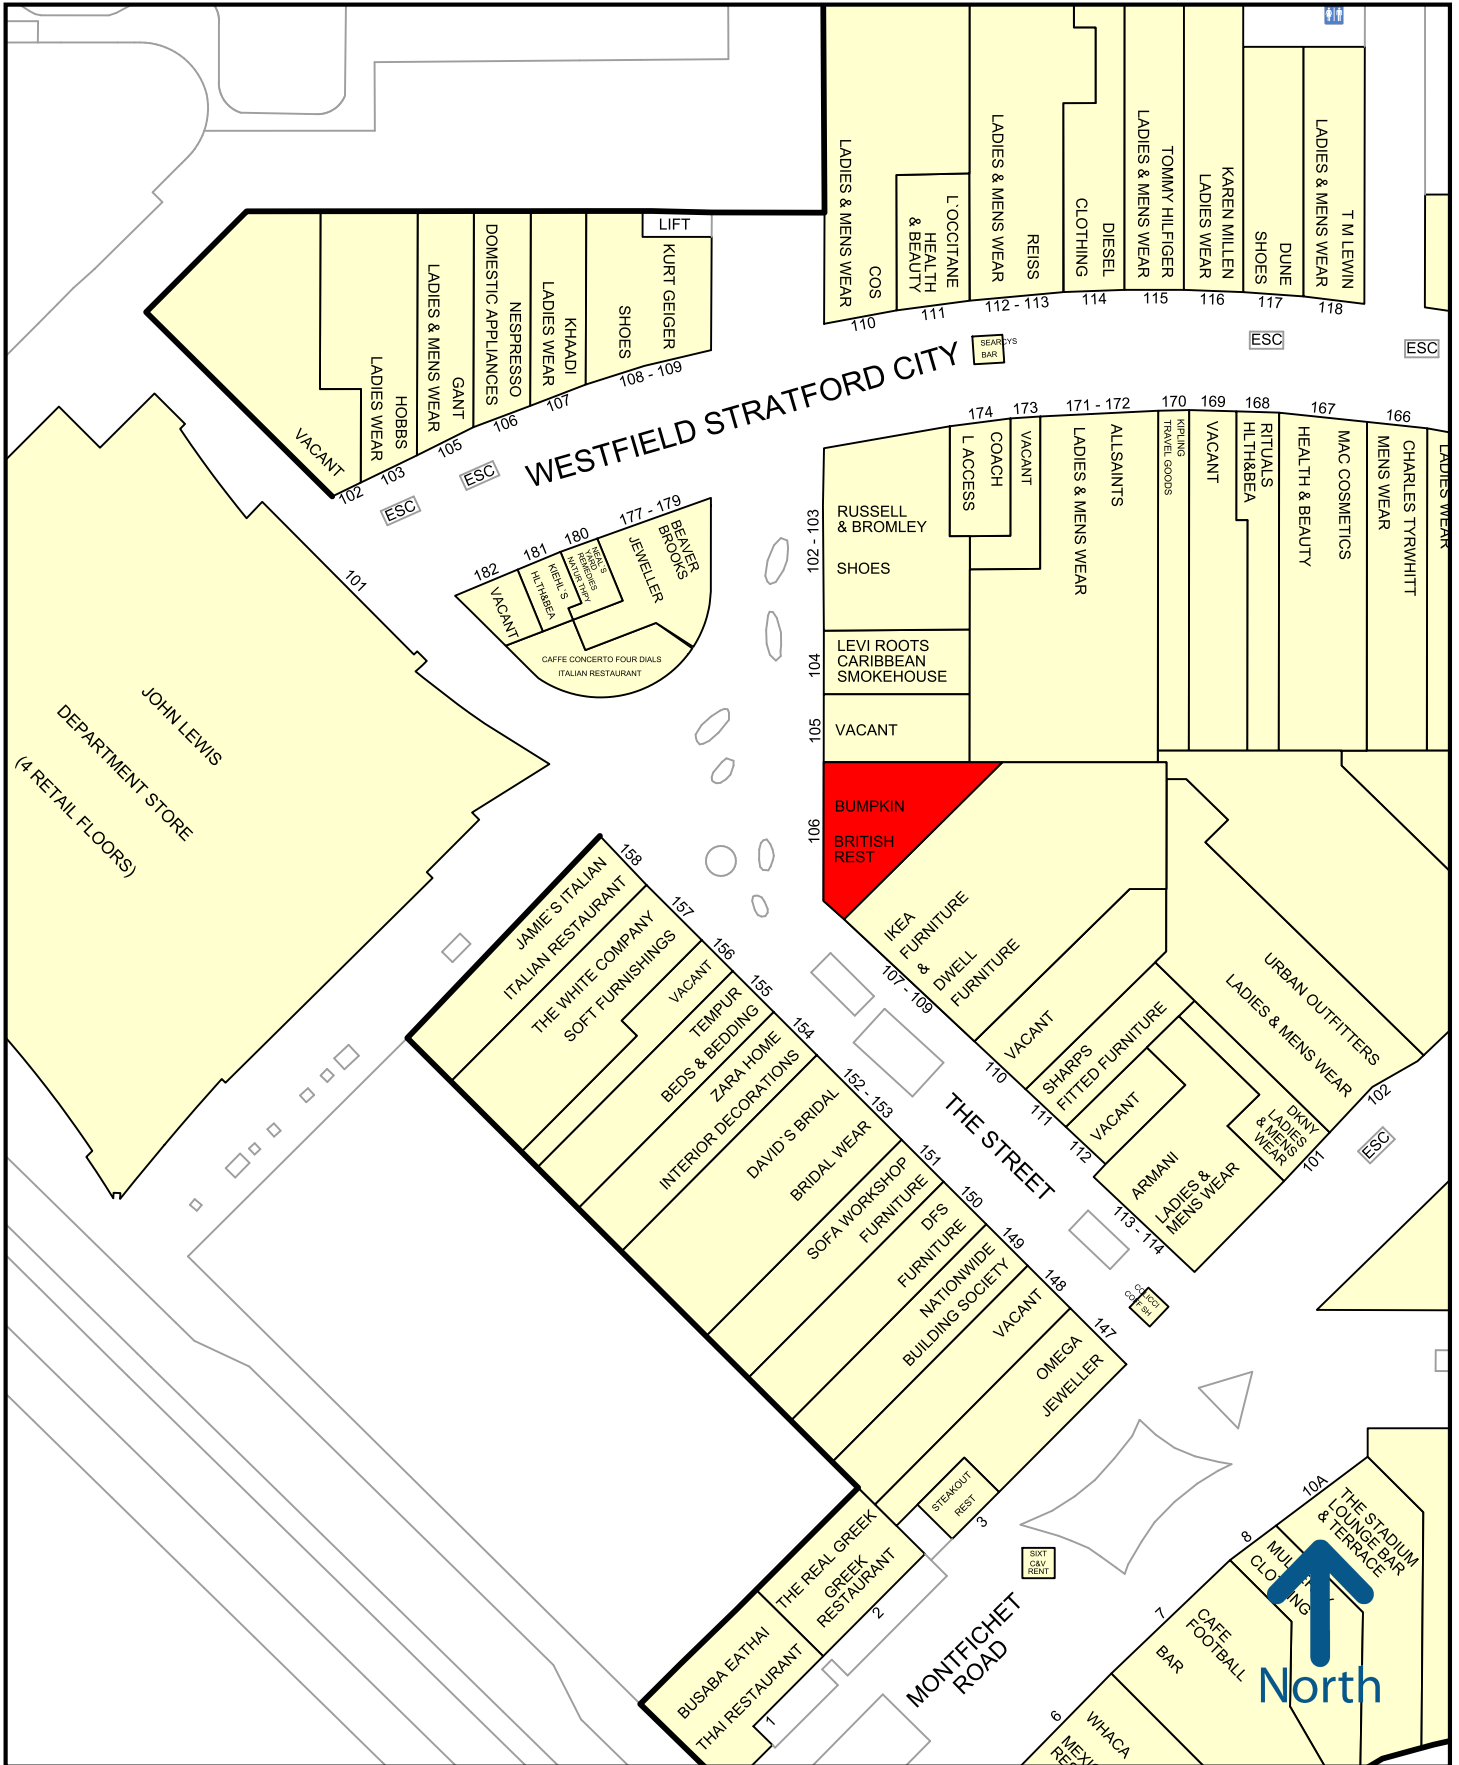 LADIES & MENS WEAR
COS
110
L`OCCITANE
HEALTH
& BEAUTY
111
LADIES & MENS WEAR
REISS
112 - 113
CLOTHING
DIESEL
114
LADIES & MENS WEAR
TOMMY HILFIGER
115
KAREN MILLEN
LADIES WEAR
116
DUNE
SHOES
117
T M LEWIN
LADIES & MENS WEAR
118
LIFT
KURT GEIGER
SHOES
108 - 109
KHAADI
LADIES WEAR
107
NESPRESSO
DOMESTIC APPLIANCES
106
GANT
LADIES & MENS WEAR
105
HOBBS
LADIES WEAR
103
VACANT
102
ESC
ESC
ESC
ESC
WESTFIELD STRATFORD CITY
SEARCYS
BAR
174
COACH
L ACCESS
173
VACANT
171 - 172
ALLSAINTS
LADIES & MENS WEAR
170
KIPLING
TRAVEL GOODS
169
VACANT
168
RITUALS
HLTH&BEA
167
MAC COSMETICS
HEALTH & BEAUTY
166
CHARLES TYRWHITT
MENS WEAR
LADIES WEAR
102 - 103
RUSSELL
& BROMLEY
SHOES
104
LEVI ROOTS
CARIBBEAN
SMOKEHOUSE
105
VACANT
106
BUMPKIN
BRITISH
REST
182
VACANT
181
KIEHL`S
HLTH&BEA
180
NEAL`S
YARD
REMEDIES
NATUR THPY
177 - 179
BEAVER
BROOKS
JEWELLER
CAFFE CONCERTO FOUR DIALS
ITALIAN RESTAURANT
101
JOHN LEWIS
DEPARTMENT STORE
(4 RETAIL FLOORS)
158
JAMIE`S ITALIAN
ITALIAN RESTAURANT
157
THE WHITE COMPANY
SOFT FURNISHINGS
156
VACANT
155
TEMPUR
BEDS & BEDDING
154
ZARA HOME
INTERIOR DECORATIONS
152 - 153
DAVID`S BRIDAL
BRIDAL WEAR
151
SOFA WORKSHOP
FURNITURE
150
DFS
FURNITURE
149
NATIONWIDE
BUILDING SOCIETY
148
VACANT
147
OMEGA
JEWELLER
THE STREET
IKEA
FURNITURE
&
DWELL
FURNITURE
107 - 109
VACANT
110
SHARPS
FITTED FURNITURE
111
VACANT
112
ARMANI
LADIES &
MENS WEAR
113 - 114
DKNY
LADIES
& MENS
WEAR
101
URBAN OUTFITTERS
LADIES & MENS WEAR
102
ESC
COLICCI
COFF SH
STEAKOUT
REST
3
THE REAL GREEK
GREEK
RESTAURANT
2
BUSABA EATHAI
THAI RESTAURANT
1
SIXT
C&V
RENT
MONTFICHET
ROAD
10A
THE STADIUM
LOUNGE BAR
& TERRACE
8
7
CAFE
FOOTBALL
BAR
6
WHACA
North